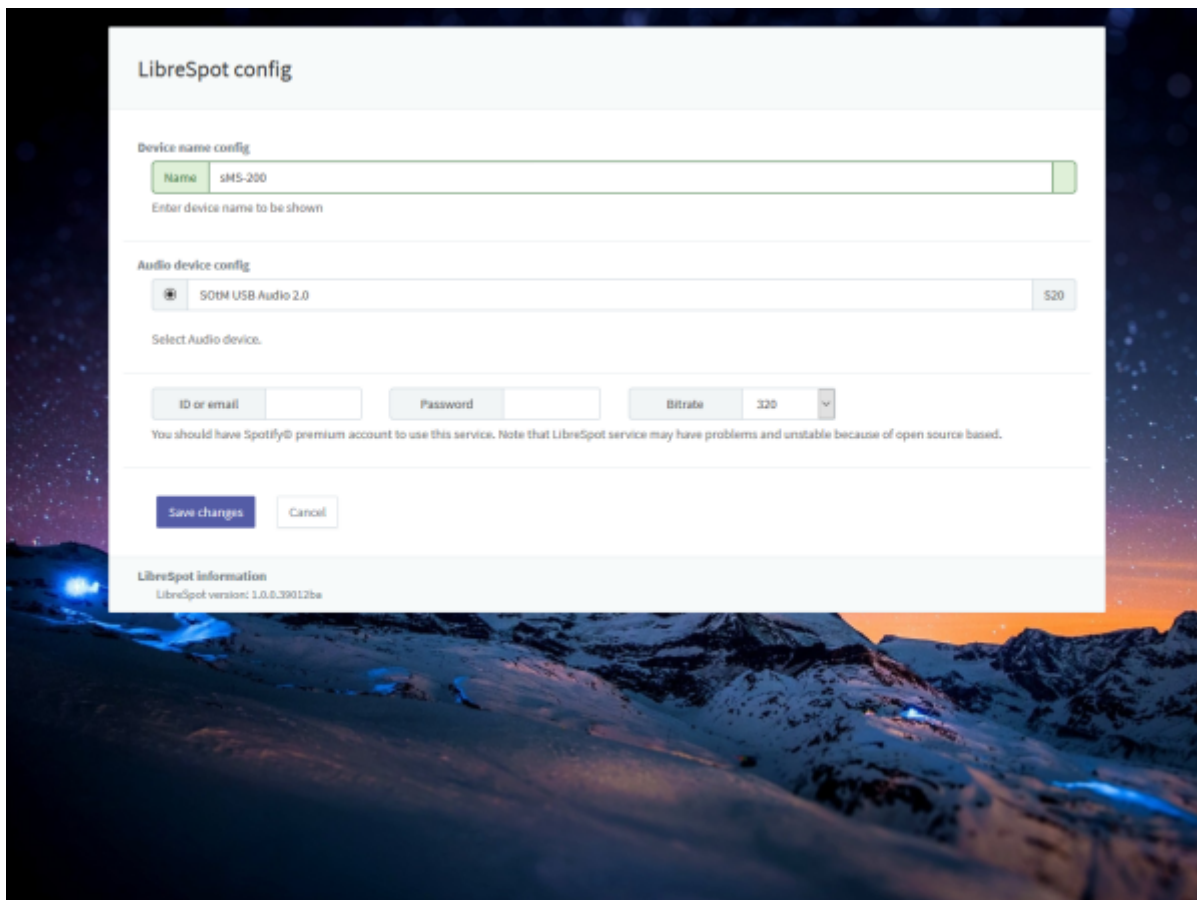 LibreSpot config
Device name config
Name sMS-200
Enter device name to be shown
Audio device config
SOtM USB Audio 2.0 S20
Select Audio device.
ID or email Password Bitrate 320
You should have Spotify® premium account to use this service. Note that LibreSpot service may have problems and unstable because of open source based.
Save changes Cancel
LibreSpot information
LibreSpot version: 1.0.0.39012ba